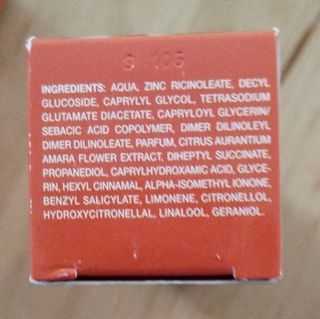 S 106
INGREDIENTS: AQUA, ZINC RICINOLEATE, DECYL
GLUCOSIDE, CAPRYLYL GLYCOL, TETRASODIUM
GLUTAMATE DIACETATE, CAPRYLOYL GLYCERIN/
SEBACIC ACID COPOLYMER, DIMER DILINOLEYL
DIMER DILINOLEATE, PARFUM, CITRUS AURANTIUM
AMARA FLOWER EXTRACT, DIHEPTYL SUCCINATE,
PROPANEDIOL, CAPRYLHYDROXAMIC ACID, GLYCE-
RIN, HEXYL CINNAMAL, ALPHA-ISOMETHYL IONONE,
BENZYL SALICYLATE, LIMONENE, CITRONELLOL,
HYDROXYCITRONELLAL, LINALOOL, GERANIOL.